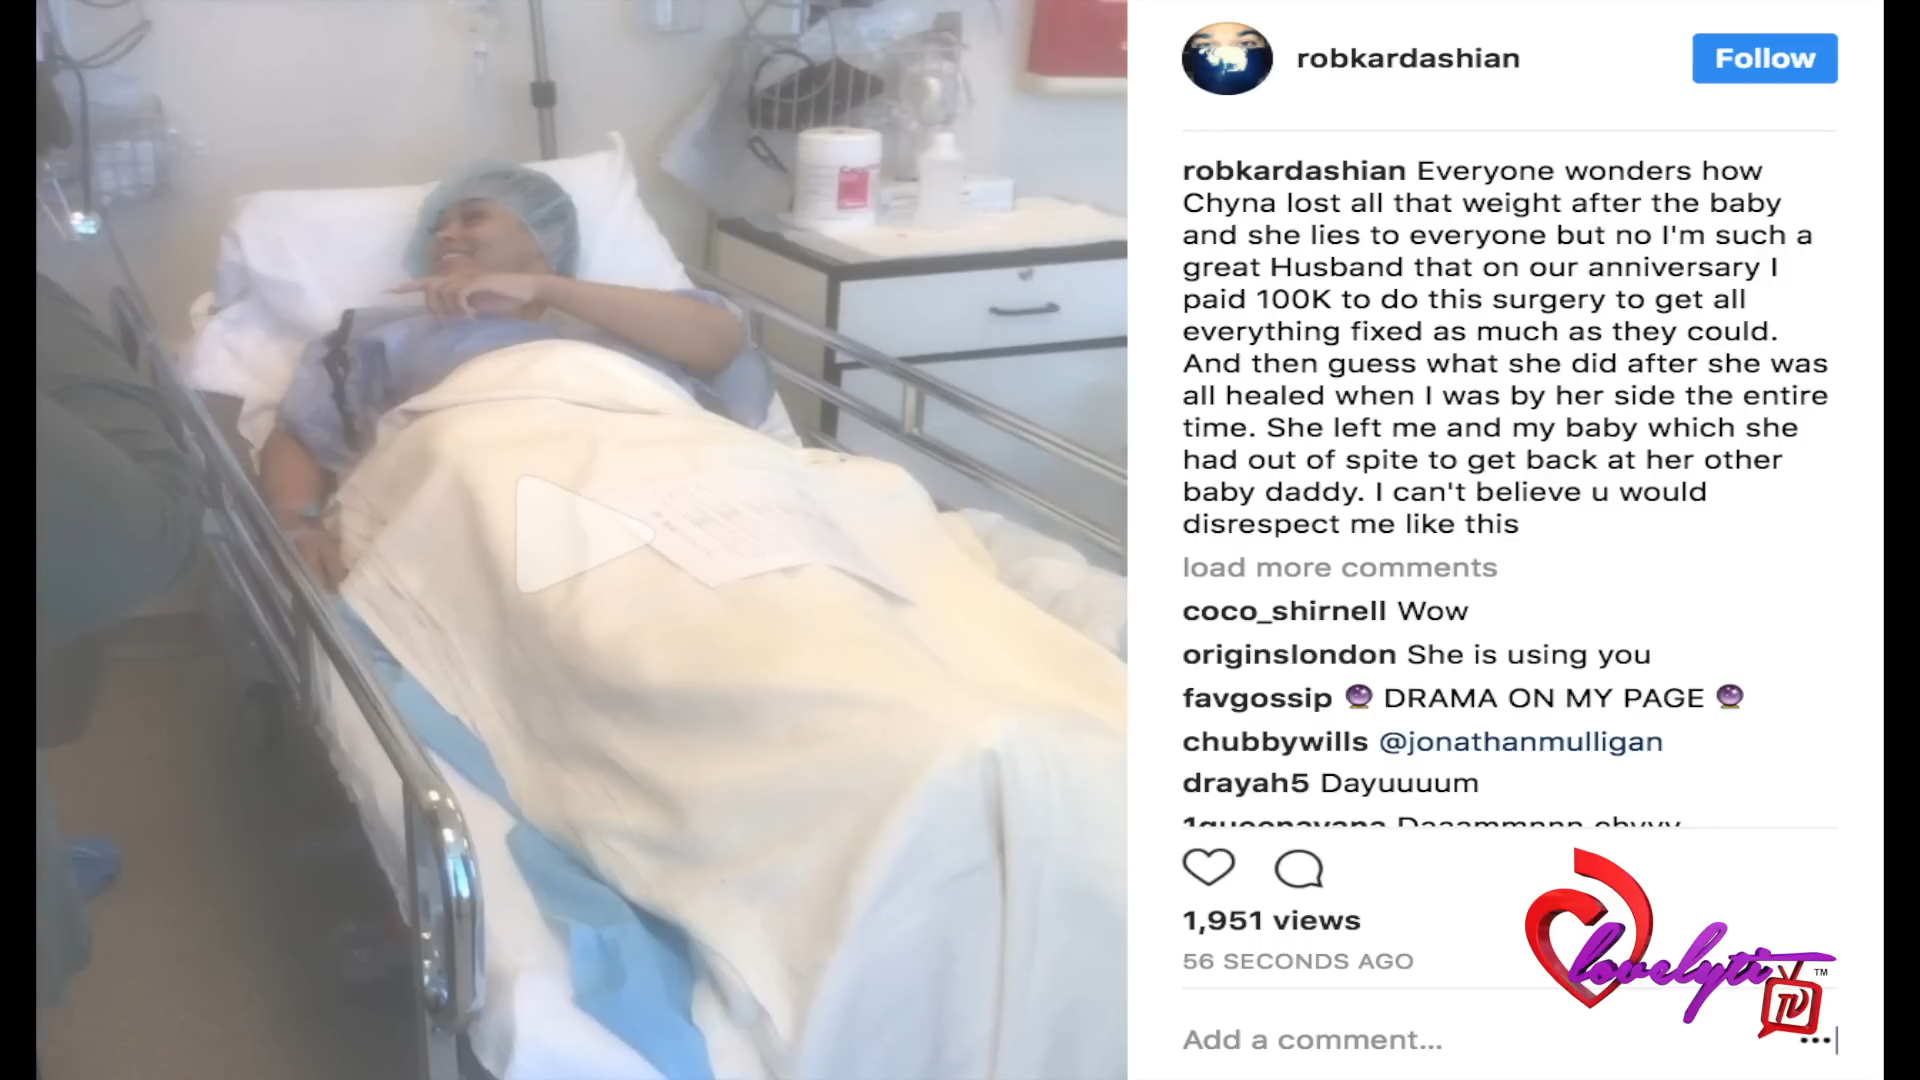 robkardashian
Follow
robkardashian Everyone wonders how
Chyna lost all that weight after the baby
and she lies to everyone but no I'm such a
great Husband that on our anniversary I
paid 100K to do this surgery to get all
everything fixed as much as they could.
And then guess what she did after she was
all healed when I was by her side the entire
time. She left me and my baby which she
had out of spite to get back at her other
baby daddy. I can't believe u would
disrespect me like this
load more comments
coco_shirnell Wow
originslondon She is using you
favgossip 🔮 DRAMA ON MY PAGE 🔮
chubbywills @jonathanmulligan
drayah5 Dayuuuum
1,951 views
56 SECONDS AGO
lovelyti TV ™
Add a comment...